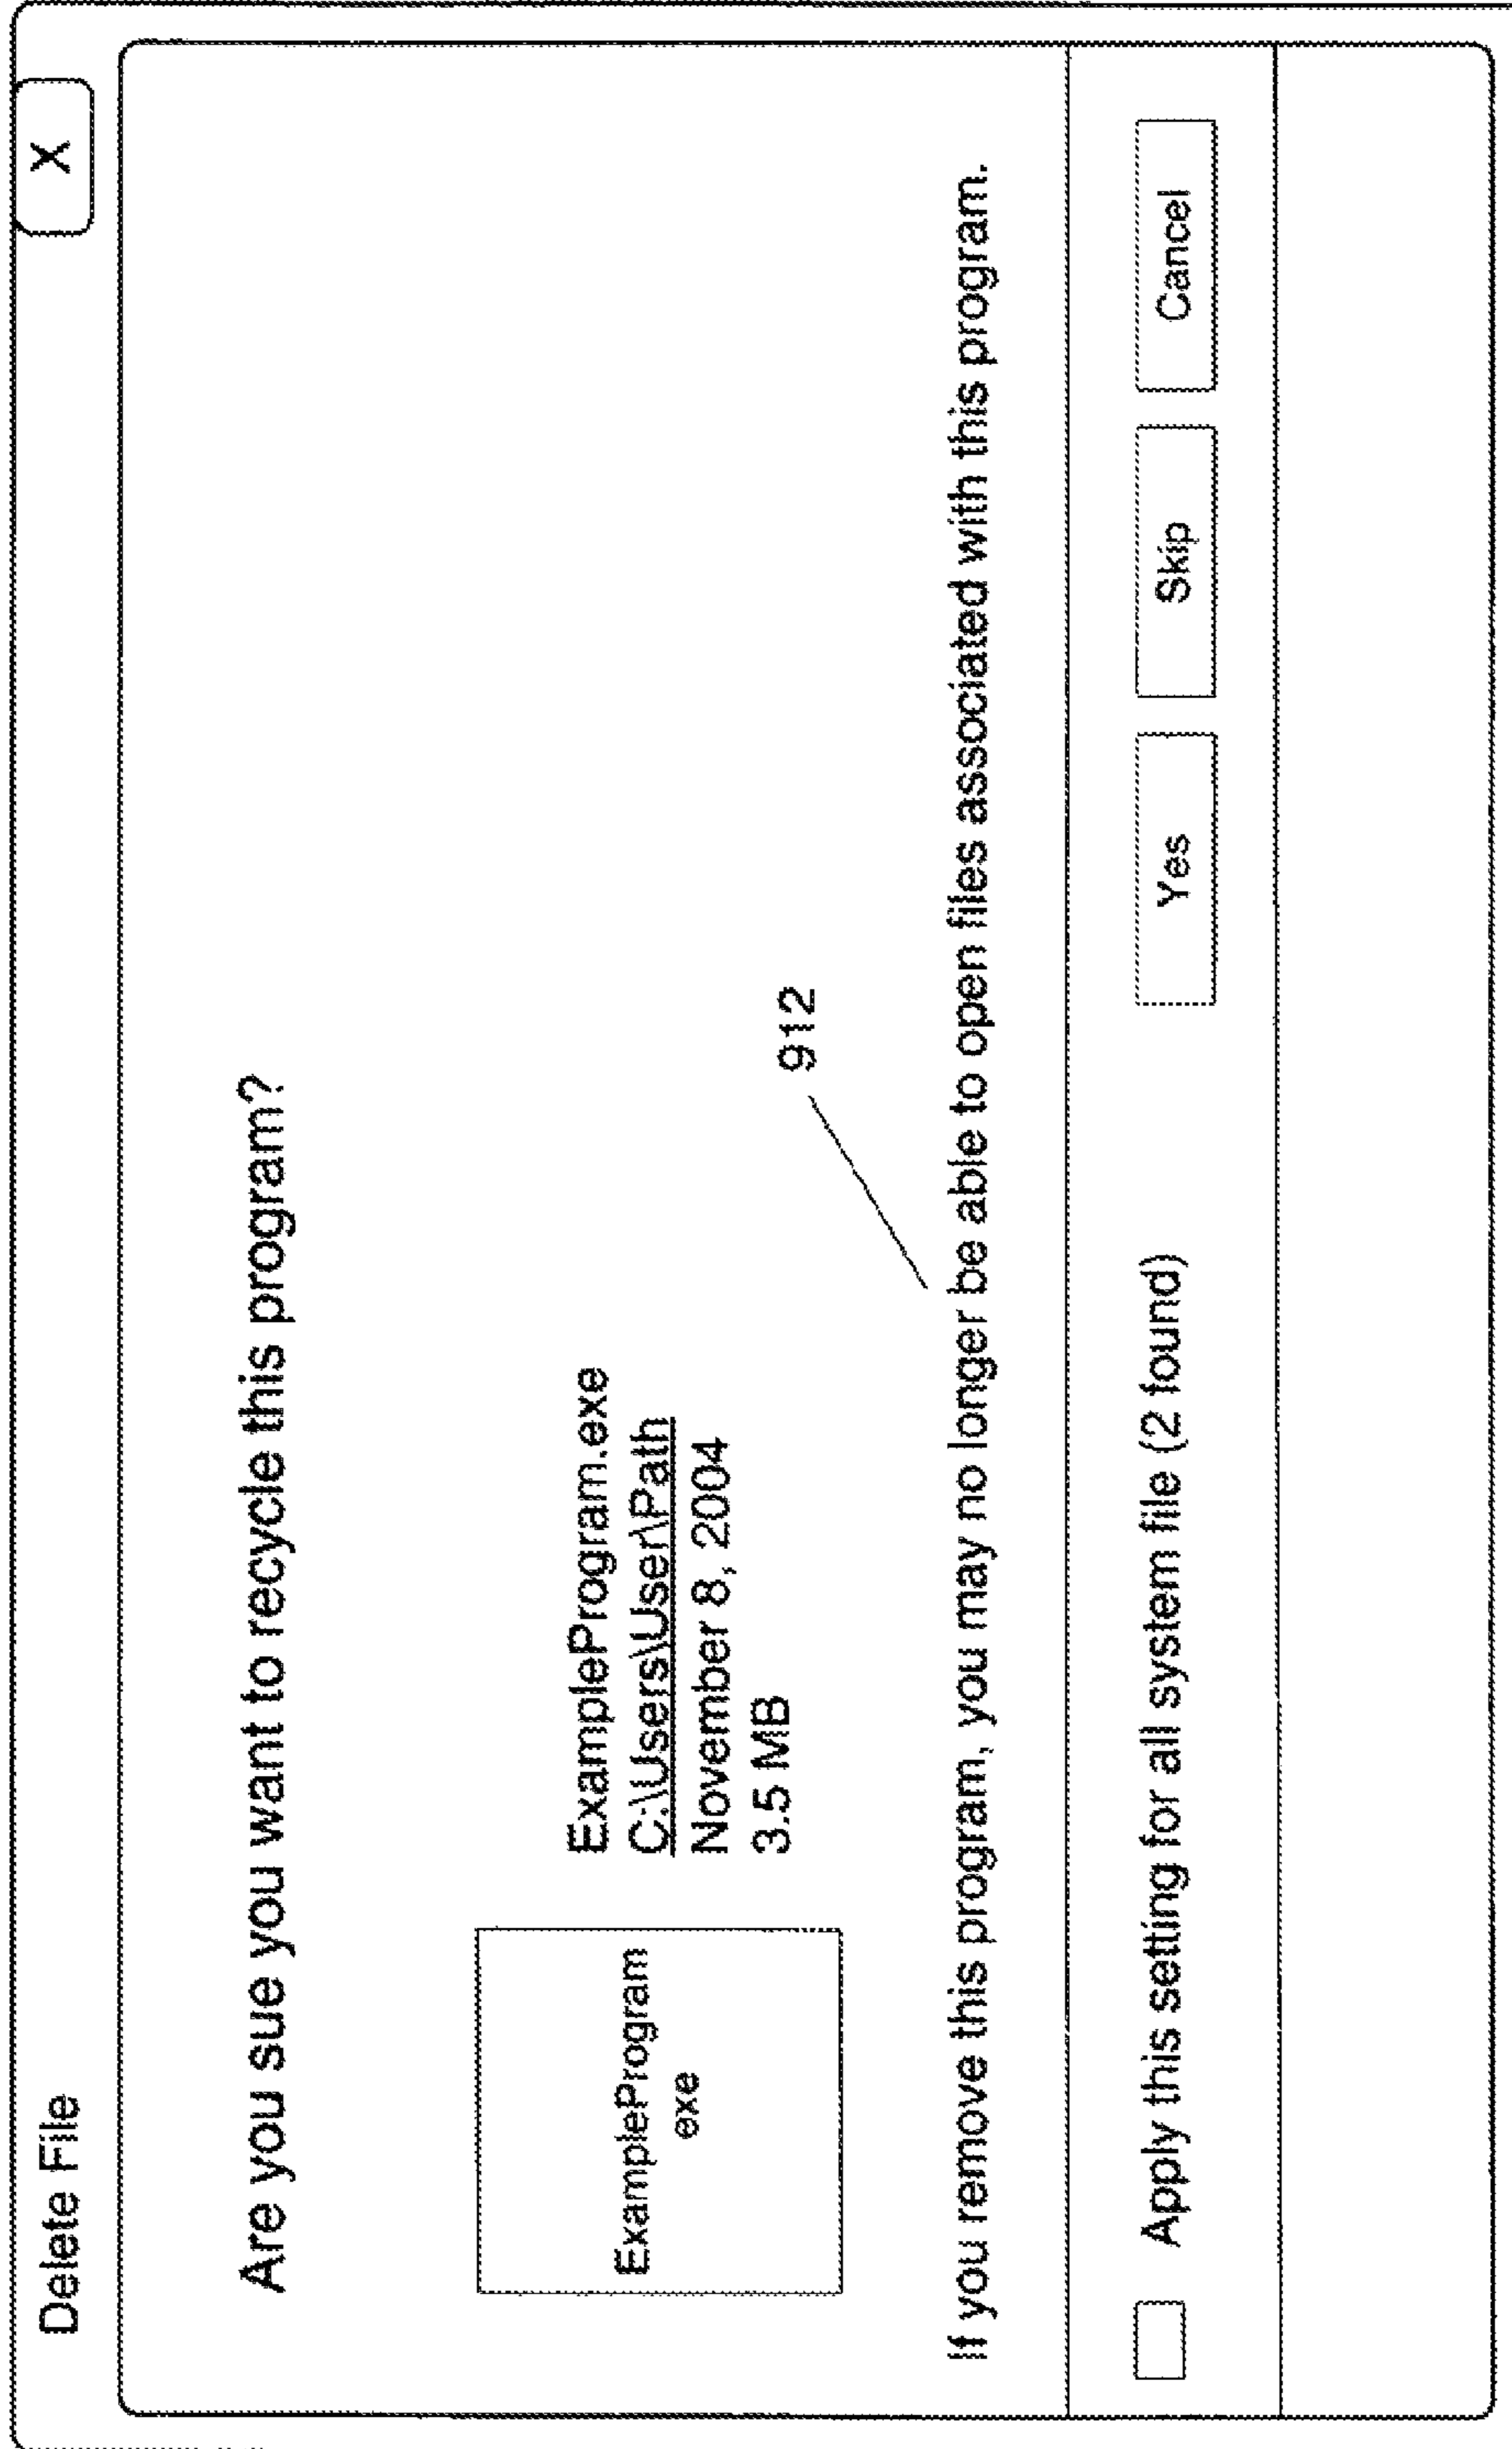 Delete File
X
Are you sue you want to recycle this program?
ExampleProgram
exe
ExampleProgram.exe
C:\Users\User\Path
November 8, 2004
3.5 MB
912
If you remove this program, you may no longer be able to open files associated with this program.
Apply this setting for all system file (2 found)
Yes
Skip
Cancel